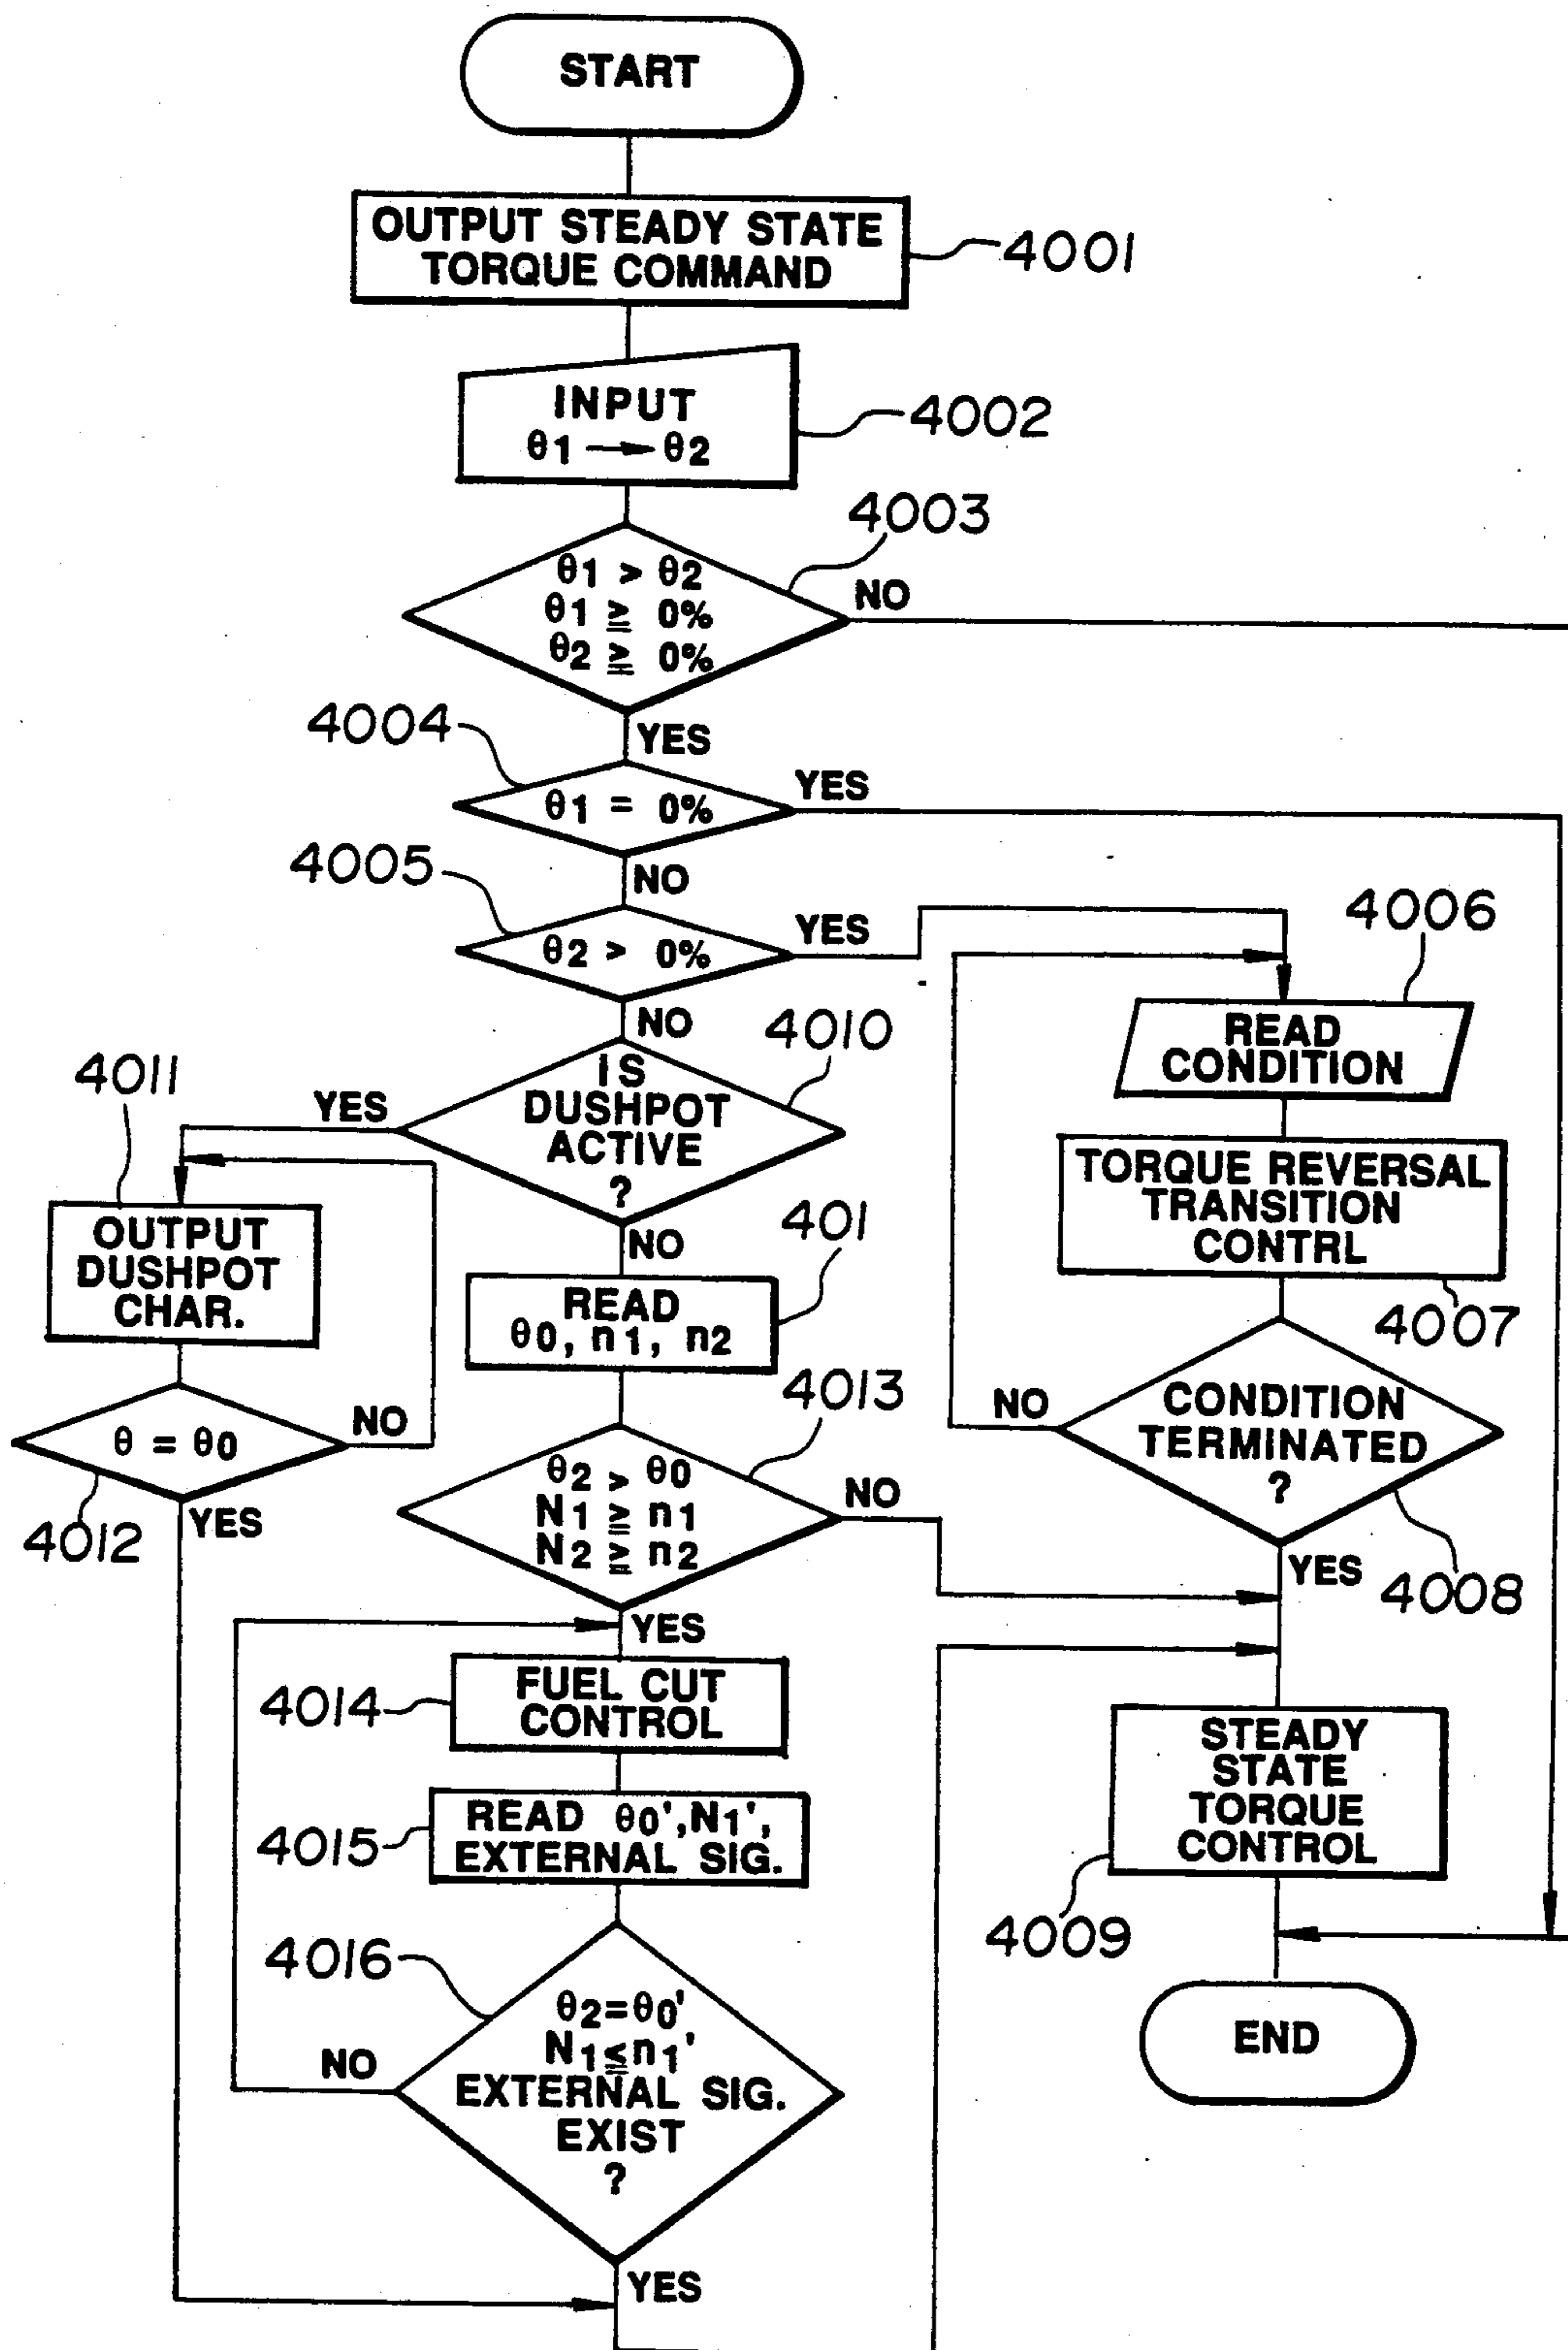 START
OUTPUT STEADY STATE
TORQUE COMMAND
4001
INPUT
θ1 → θ2
4002
4003
θ1 > θ2
θ1 ≧ 0%
θ2 ≧ 0%
NO
YES
4004
θ1 = 0%
YES
NO
4005
θ2 > 0%
YES
NO
4006
READ
CONDITION
4010
IS
DUSHPOT
ACTIVE
?
YES
NO
4011
OUTPUT
DUSHPOT
CHAR.
TORQUE REVERSAL
TRANSITION
CONTRL
4007
401
READ
θ0, n1, n2
4012
θ = θ0
NO
YES
4013
θ2 > θ0
N1 ≧ n1
N2 ≧ n2
NO
YES
CONDITION
TERMINATED
?
NO
YES
4008
4014
FUEL CUT
CONTROL
4015
READ θ0',N1',
EXTERNAL SIG.
STEADY
STATE
TORQUE
CONTROL
4009
4016
θ2=θ0'
N1≦n1'
EXTERNAL SIG.
EXIST
?
NO
YES
END